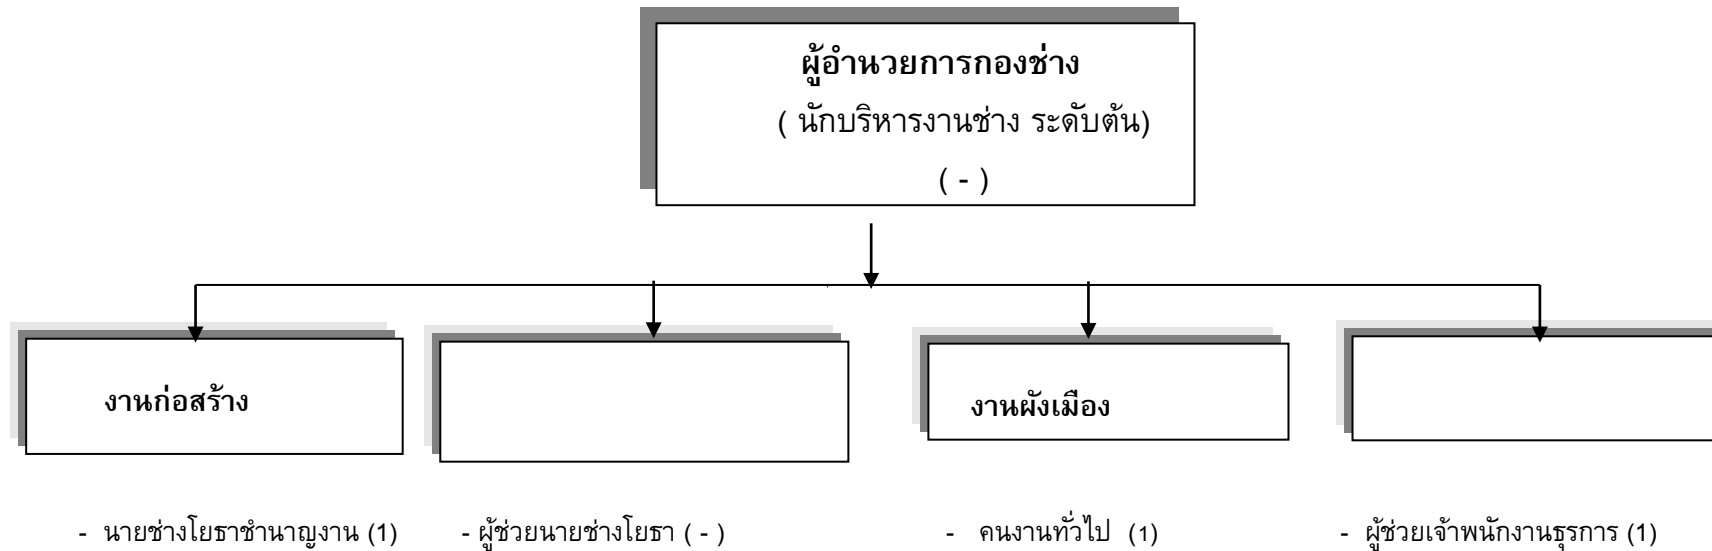 ผู้อำนวยการกองช่าง
( นักบริหารงานช่าง ระดับต้น)
( - )
งานก่อสร้าง
งานผังเมือง
- นายช่างโยธาชำนาญงาน (1)
- ผู้ช่วยนายช่างโยธา ( - )
- คนงานทั่วไป (1)
- ผู้ช่วยเจ้าพนักงานธุรการ (1)